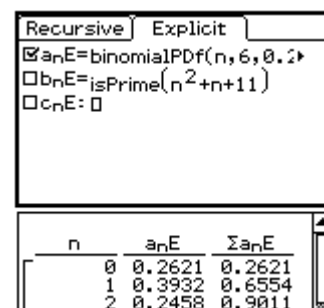 Recursive Explicit
aₙE=binomialPDf(n,6,0.2
bₙE=isPrime(n²+n+11)
cₙE:
n aₙE ΣaₙE
0 0.2621 0.2621
1 0.3932 0.6554
2 0.2458 0.9011